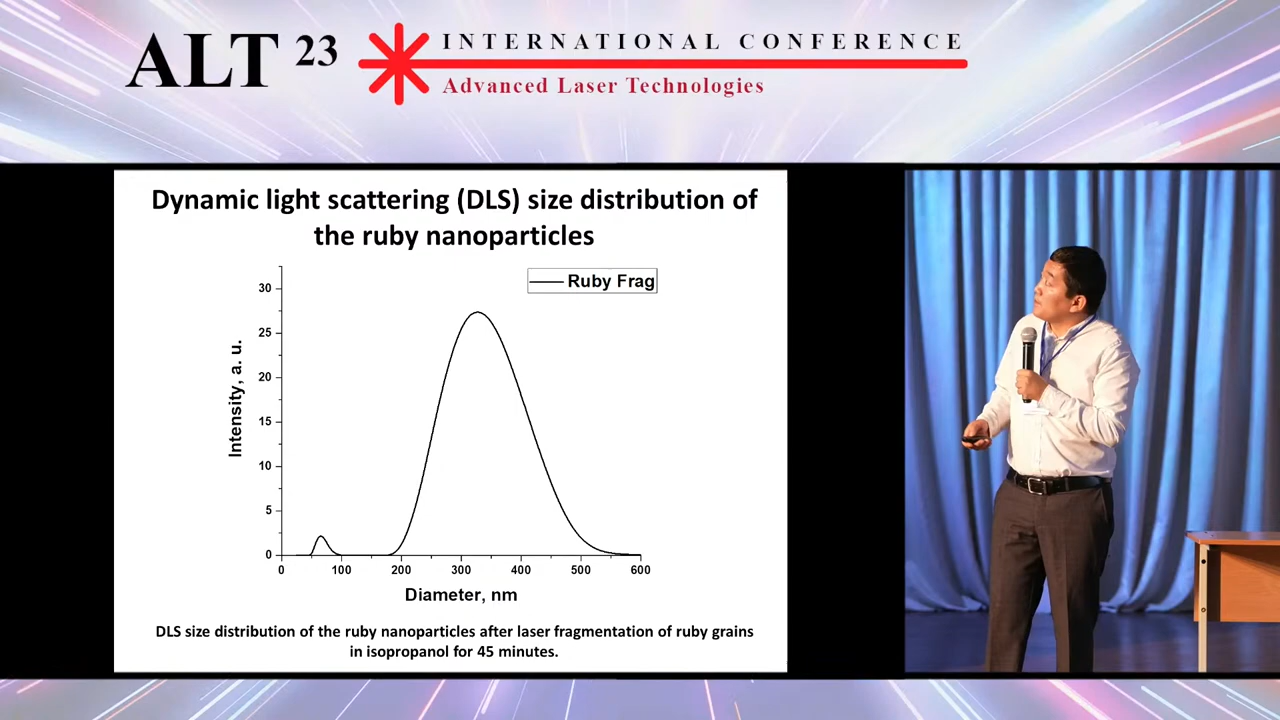 ALT 23
INTERNATIONAL CONFERENCE
Advanced Laser Technologies
Dynamic light scattering (DLS) size distribution of
the ruby nanoparticles
Ruby Frag
Intensity, a. u.
30
25
20
15
10
5
0
0 100 200 300 400 500 600
Diameter, nm
DLS size distribution of the ruby nanoparticles after laser fragmentation of ruby grains
in isopropanol for 45 minutes.